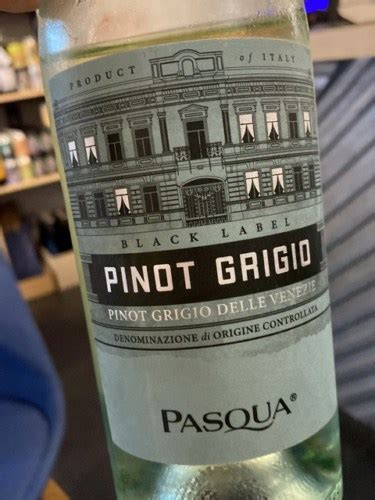 PRODUCT of ITALY
BLACK LABEL
PINOT GRIGIO
PINOT GRIGIO DELLE VENEZIE
DENOMINAZIONE di ORIGINE CONTROLLATA
PASQUA®